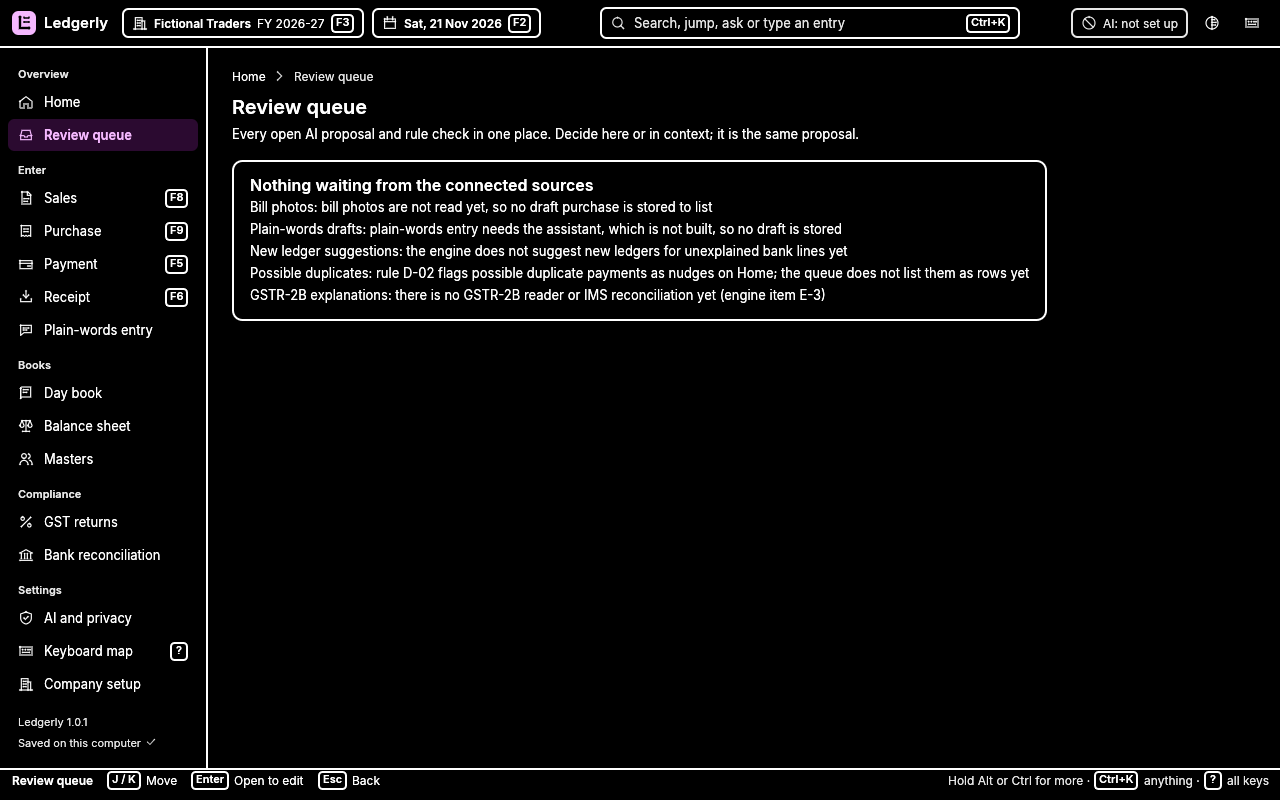 Ledgerly
Fictional Traders FY 2026-27 F3
Sat, 21 Nov 2026 F2
Search, jump, ask or type an entry Ctrl+K
AI: not set up
Overview
Home
Review queue
Enter
Sales F8
Purchase F9
Payment F5
Receipt F6
Plain-words entry
Books
Day book
Balance sheet
Masters
Compliance
GST returns
Bank reconciliation
Settings
AI and privacy
Keyboard map ?
Company setup
Ledgerly 1.0.1
Saved on this computer
Home Review queue
Review queue
Every open AI proposal and rule check in one place. Decide here or in context; it is the same proposal.
Nothing waiting from the connected sources
Bill photos: bill photos are not read yet, so no draft purchase is stored to list
Plain-words drafts: plain-words entry needs the assistant, which is not built, so no draft is stored
New ledger suggestions: the engine does not suggest new ledgers for unexplained bank lines yet
Possible duplicates: rule D-02 flags possible duplicate payments as nudges on Home; the queue does not list them as rows yet
GSTR-2B explanations: there is no GSTR-2B reader or IMS reconciliation yet (engine item E-3)
Review queue J / K Move Enter Open to edit Esc Back
Hold Alt or Ctrl for more · Ctrl+K anything · ? all keys